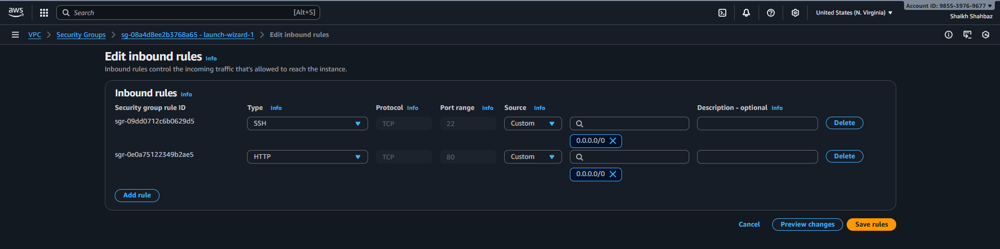 aws
Search [Alt+S]
United States (N. Virginia)
Account ID: 9855-3976-9677
Shaikh Shahbaz
VPC Security Groups sg-08a4d8ee2b3768a65 - launch-wizard-1 Edit inbound rules
Edit inbound rules Info
Inbound rules control the incoming traffic that's allowed to reach the instance.
Inbound rules Info
Security group rule ID Type Info Protocol Info Port range Info Source Info Description - optional Info
sgr-09dd0712c6b0629d5 SSH TCP 22 Custom Delete
0.0.0.0/0
sgr-0e0a75122349b2ae5 HTTP TCP 80 Custom Delete
0.0.0.0/0
Add rule
Cancel Preview changes Save rules